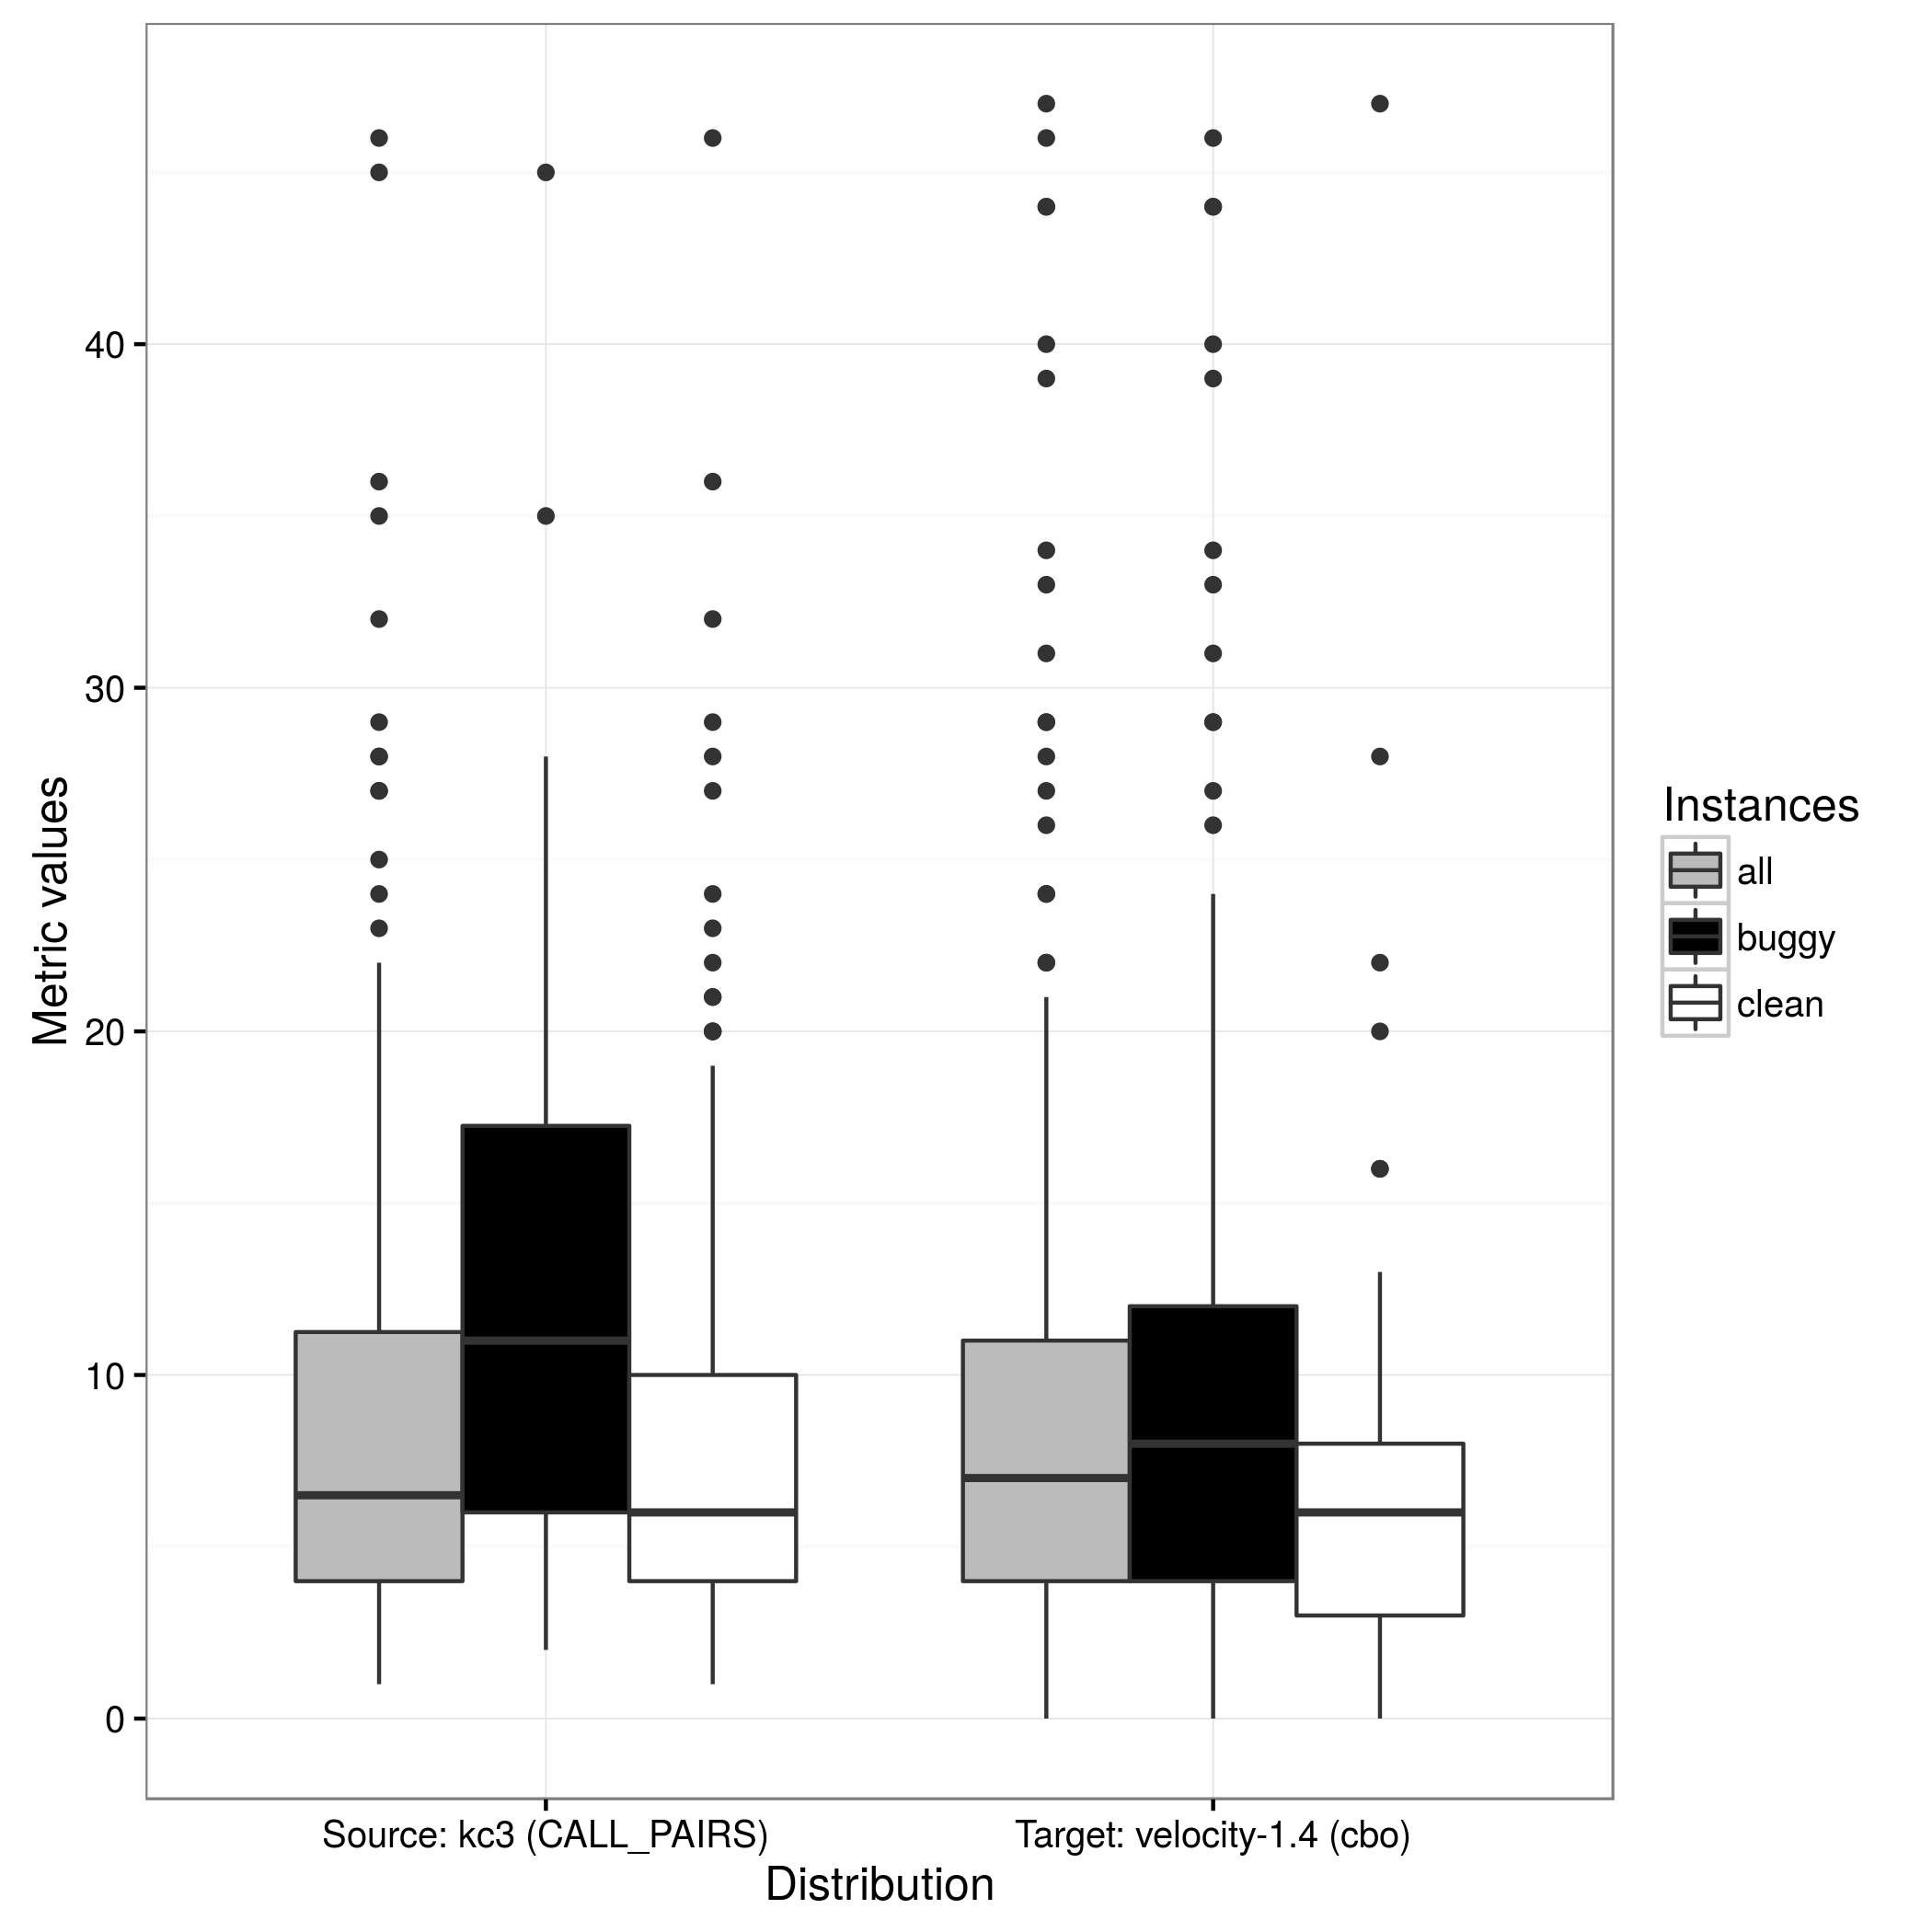 Metric values
40
30
20
10
0
Source: kc3 (CALL_PAIRS)
Target: velocity-1.4 (cbo)
Distribution
Instances
all
buggy
clean